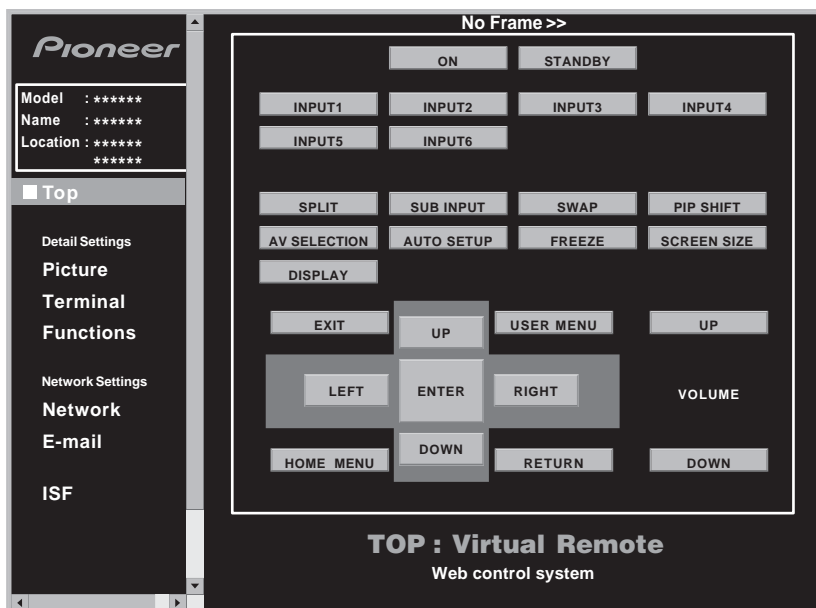 No Frame >>
Pioneer
Model : ******
Name : ******
Location : ******
******
Top
Detail Settings
Picture
Terminal
Functions
Network Settings
Network
E-mail
ISF
ON STANDBY
INPUT1 INPUT2 INPUT3 INPUT4
INPUT5 INPUT6
SPLIT SUB INPUT SWAP PIP SHIFT
AV SELECTION AUTO SETUP FREEZE SCREEN SIZE
DISPLAY
EXIT UP USER MENU UP
LEFT ENTER RIGHT VOLUME
HOME MENU DOWN RETURN DOWN
TOP : Virtual Remote
Web control system